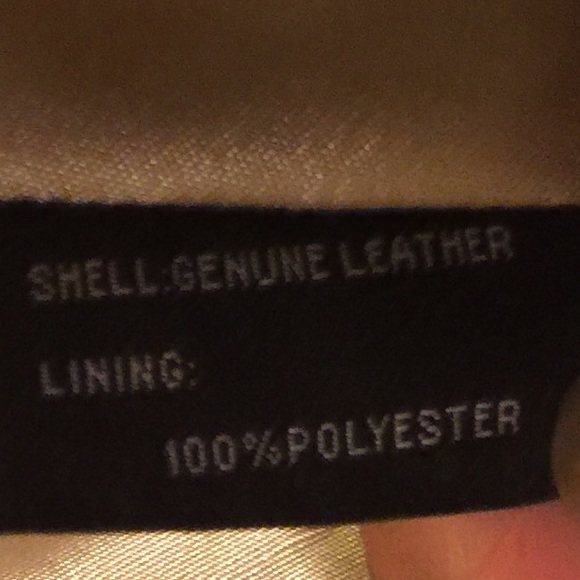 SHELL:GENUINE LEATHER
LINING:
100%POLYESTER